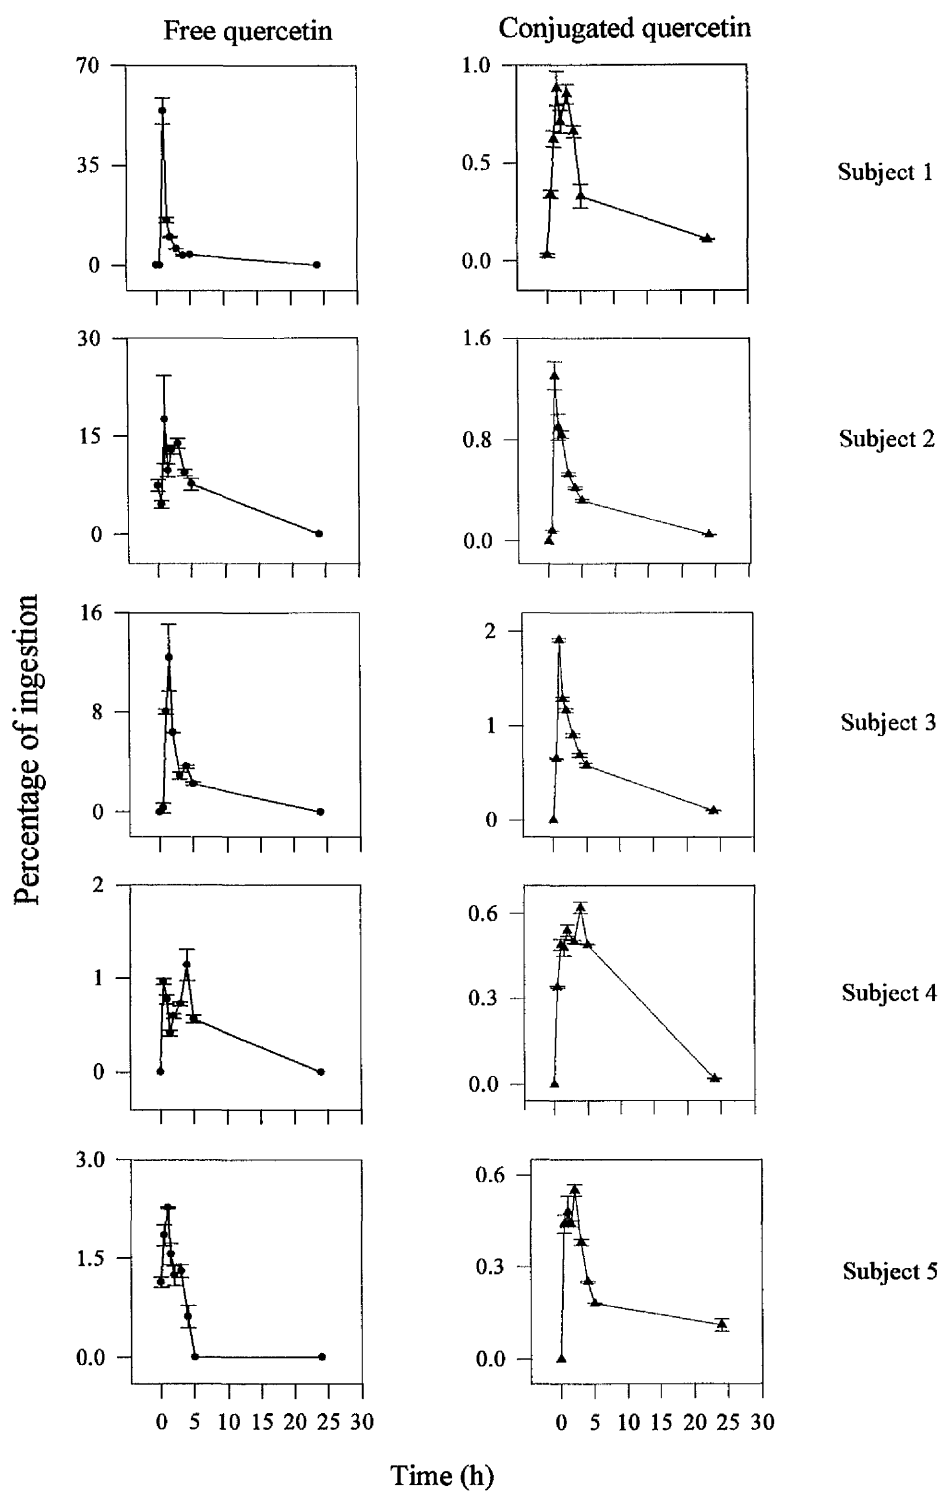 Free quercetin
Conjugated quercetin
70
35
0
1.0
0.5
0.0
Subject 1
30
15
0
1.6
0.8
0.0
Subject 2
Percentage of ingestion
16
8
0
2
1
0
Subject 3
2
1
0
0.6
0.3
0.0
Subject 4
3.0
1.5
0.0
0.6
0.3
0.0
Subject 5
0 5 10 15 20 25 30
0 5 10 15 20 25 30
Time (h)